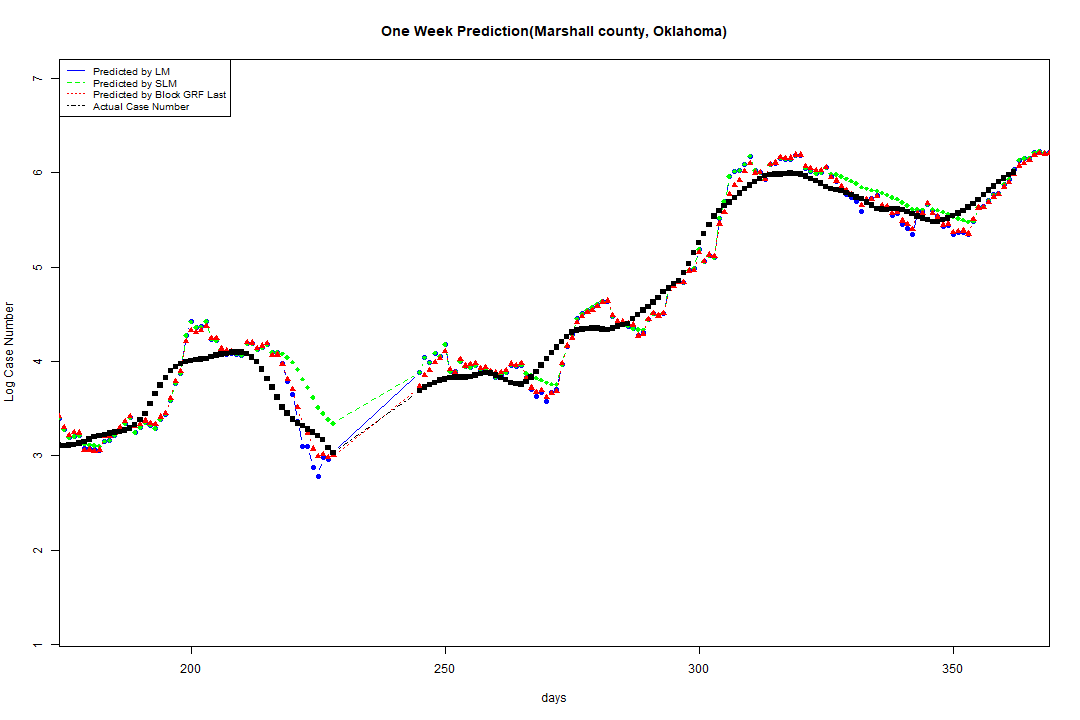 One Week Prediction(Marshall county, Oklahoma)
Predicted by LM
Predicted by SLM
Predicted by Block GRF Last
Actual Case Number
Log Case Number
7
6
5
4
3
2
1
200 250 300 350
days